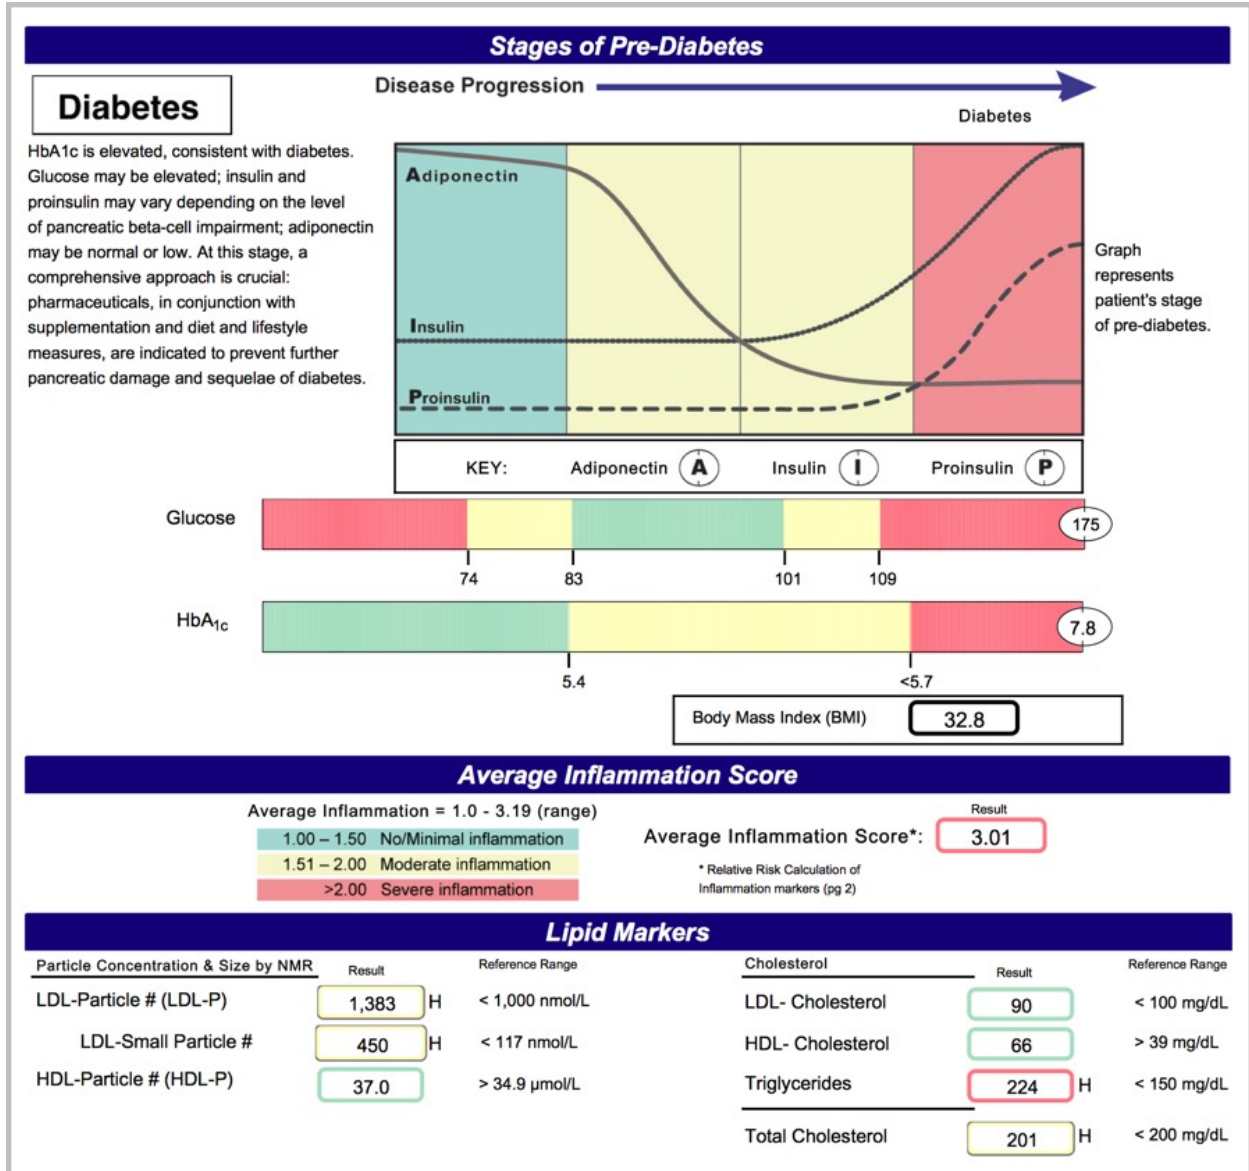 Stages of Pre-Diabetes
Disease Progression
Diabetes
Diabetes
HbA1c is elevated, consistent with diabetes.
Glucose may be elevated; insulin and
proinsulin may vary depending on the level
of pancreatic beta-cell impairment; adiponectin
may be normal or low. At this stage, a
comprehensive approach is crucial:
pharmaceuticals, in conjunction with
supplementation and diet and lifestyle
measures, are indicated to prevent further
pancreatic damage and sequelae of diabetes.
Adiponectin
Insulin
Proinsulin
Graph
represents
patient's stage
of pre-diabetes.
KEY: Adiponectin A Insulin I Proinsulin P
Glucose 175
74 83 101 109
HbA1c 7.8
5.4 <5.7
Body Mass Index (BMI) 32.8
Average Inflammation Score
Average Inflammation = 1.0 - 3.19 (range)
1.00 – 1.50 No/Minimal inflammation
1.51 – 2.00 Moderate inflammation
>2.00 Severe inflammation
Result
Average Inflammation Score*: 3.01
* Relative Risk Calculation of
Inflammation markers (pg 2)
Lipid Markers
Particle Concentration & Size by NMR Result Reference Range
LDL-Particle # (LDL-P) 1,383 H < 1,000 nmol/L
LDL-Small Particle # 450 H < 117 nmol/L
HDL-Particle # (HDL-P) 37.0 > 34.9 µmol/L
Cholesterol Result Reference Range
LDL- Cholesterol 90 < 100 mg/dL
HDL- Cholesterol 66 > 39 mg/dL
Triglycerides 224 H < 150 mg/dL
Total Cholesterol 201 H < 200 mg/dL